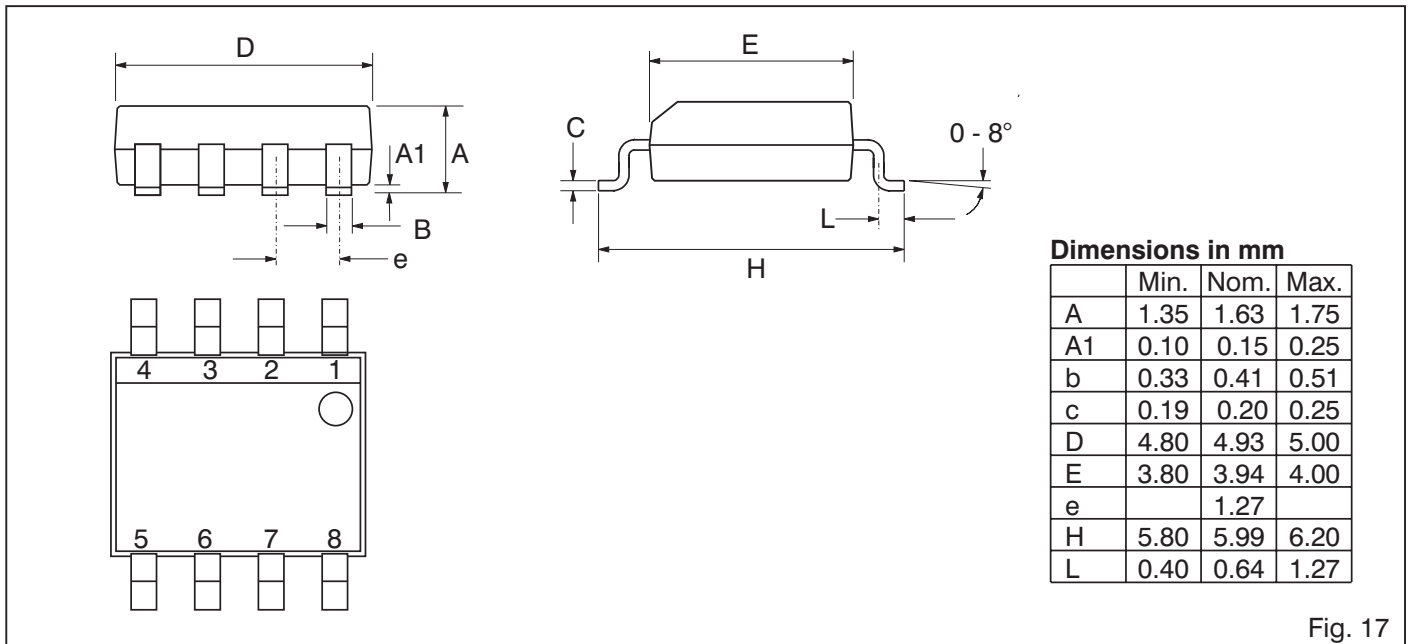 D
E
C
0 - 8°
A1
A
B
L
e
H
4 3 2 1
5 6 7 8
Dimensions in mm
Min. Nom. Max.
A 1.35 1.63 1.75
A1 0.10 0.15 0.25
b 0.33 0.41 0.51
c 0.19 0.20 0.25
D 4.80 4.93 5.00
E 3.80 3.94 4.00
e 1.27
H 5.80 5.99 6.20
L 0.40 0.64 1.27
Fig. 17